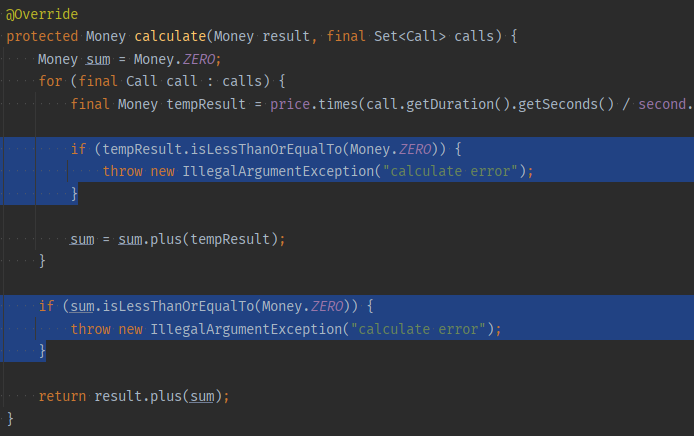 @Override
protected Money calculate(Money result, final Set<Call> calls) {
    Money sum = Money.ZERO;
    for (final Call call : calls) {
        final Money tempResult = price.times(call.getDuration().getSeconds() / second.
        if (tempResult.isLessThanOrEqualTo(Money.ZERO)) {
            throw new IllegalArgumentException("calculate error");
        }
        sum = sum.plus(tempResult);
    }
    if (sum.isLessThanOrEqualTo(Money.ZERO)) {
        throw new IllegalArgumentException("calculate error");
    }
    return result.plus(sum);
}